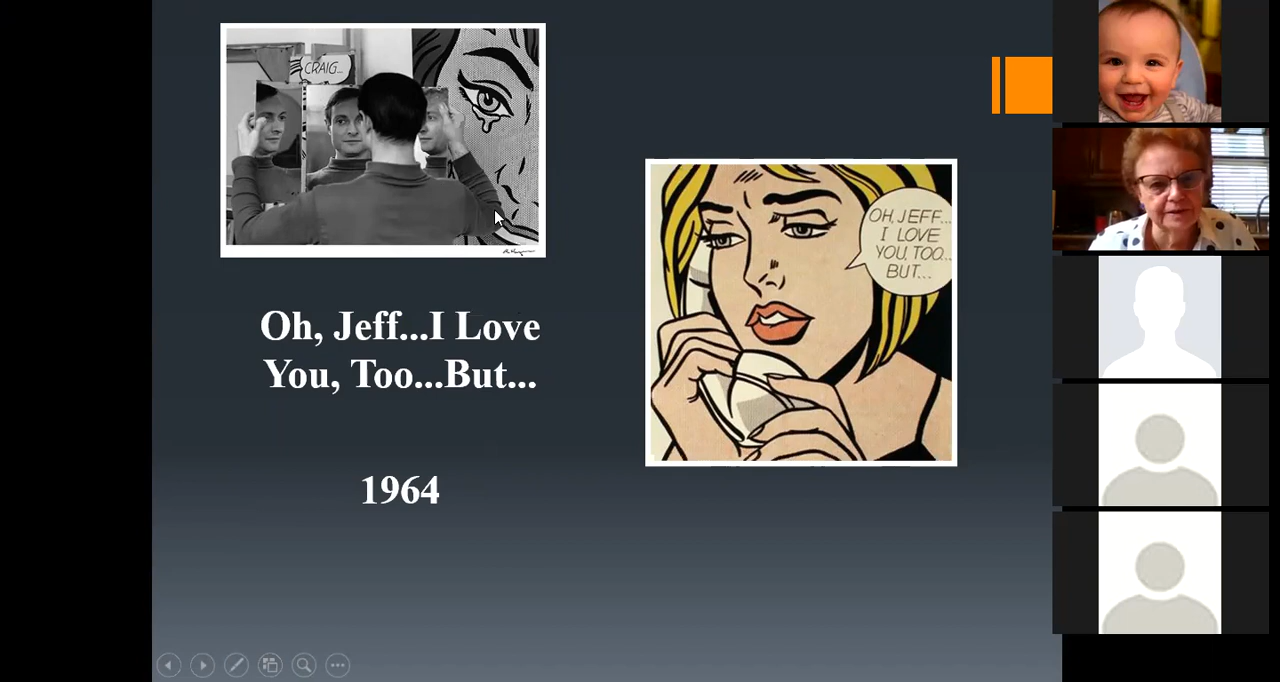 CRAIG...
Oh, Jeff...I Love
You, Too...But...
1964
OH, JEFF...
I LOVE
YOU, TOO...
BUT...